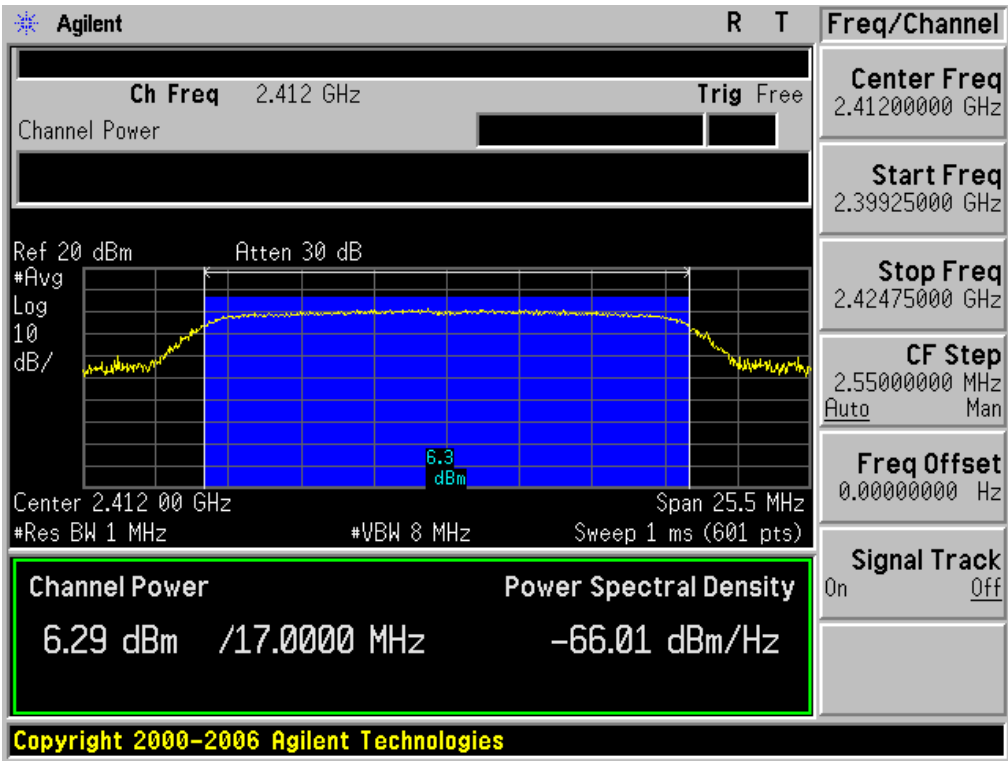 Agilent R T
Freq/Channel
Ch Freq 2.412 GHz Trig Free
Channel Power
Ref 20 dBm Atten 30 dB
#Avg
Log
10
dB/
6.3
dBm
Center 2.412 00 GHz Span 25.5 MHz
#Res BW 1 MHz #VBW 8 MHz Sweep 1 ms (601 pts)
Channel Power Power Spectral Density
6.29 dBm /17.0000 MHz -66.01 dBm/Hz
Copyright 2000-2006 Agilent Technologies
Center Freq
2.41200000 GHz
Start Freq
2.39925000 GHz
Stop Freq
2.42475000 GHz
CF Step
2.55000000 MHz
Auto Man
Freq Offset
0.00000000 Hz
Signal Track
On Off